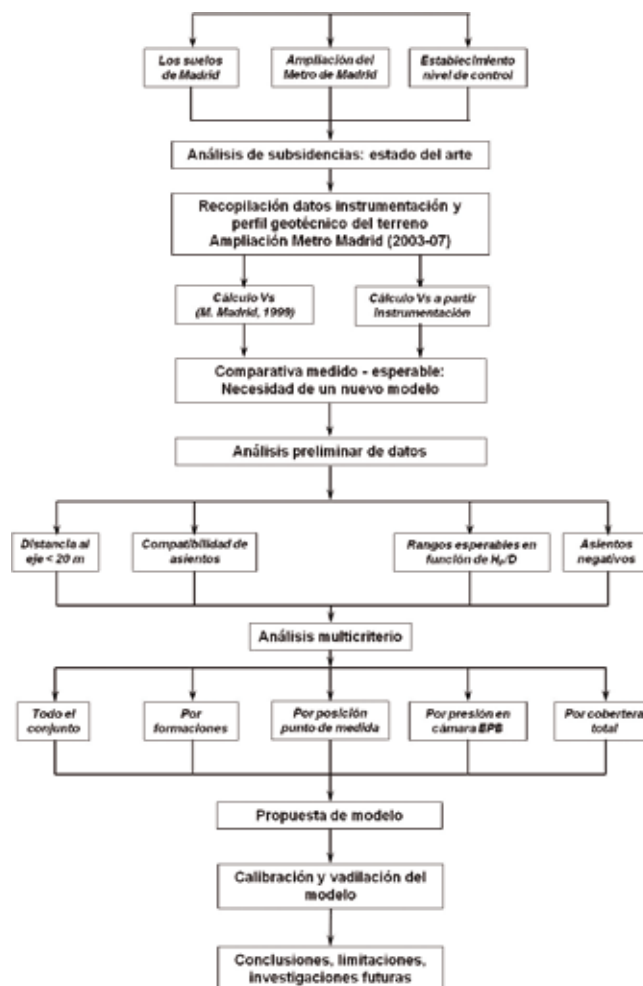 Los suelos
de Madrid
Ampliación del
Metro de Madrid
Establecimiento
nivel de control
Análisis de subsidencias: estado del arte
Recopilación datos instrumentación y
perfil geotécnico del terreno
Ampliación Metro Madrid (2003-07)
Cálculo Vs
(M. Madrid, 1999)
Cálculo Vs a partir
instrumentación
Comparativa medido - esperable:
Necesidad de un nuevo modelo
Análisis preliminar de datos
Distancia al
eje < 20 m
Compatibilidad de
asientos
Rangos esperables en
función de Hₚ/D
Asientos
negativos
Análisis multicriterio
Todo el
conjunto
Por
formaciones
Por posición
punto de medida
Por presión en
cámara EPB
Por cobertera
total
Propuesta de modelo
Calibración y vadilación del
modelo
Conclusiones, limitaciones,
investigaciones futuras